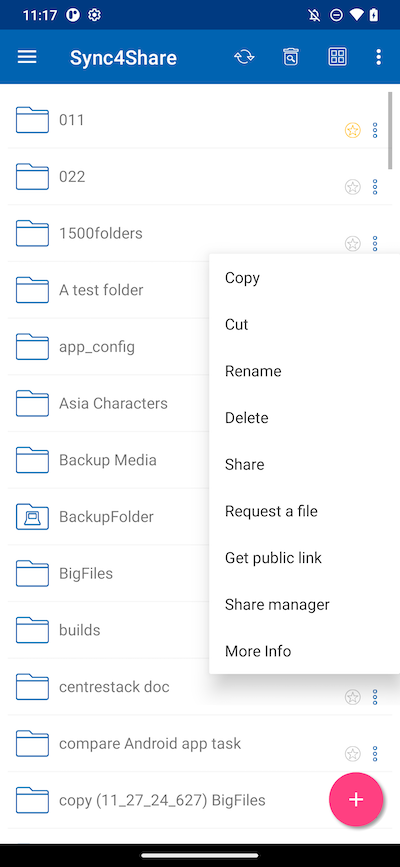 11:17
Sync4Share
011
022
1500folders
A test folder
app_config
Asia Characters
Backup Media
BackupFolder
BigFiles
builds
centrestack doc
compare Android app task
copy (11_27_24_627) BigFiles
Copy
Cut
Rename
Delete
Share
Request a file
Get public link
Share manager
More Info